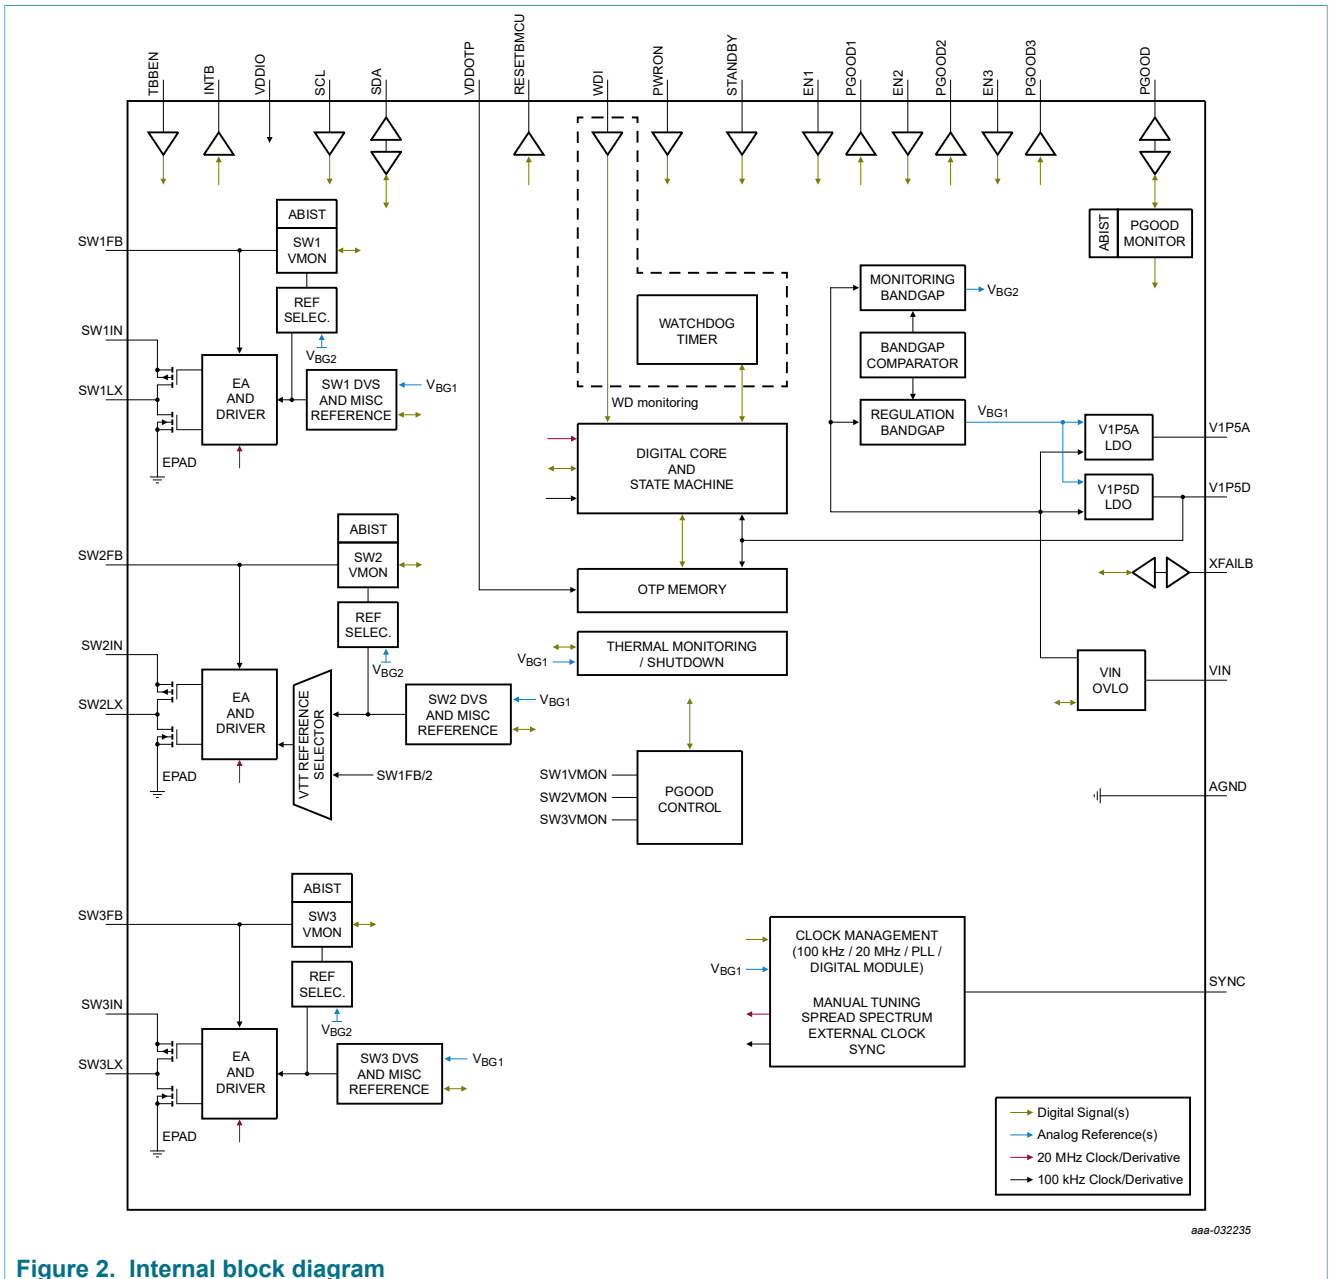 TBBEN
INTB
VDDIO
SCL
SDA
VDDOTP
RESETBMCU
WDI
PWRON
STANDBY
EN1
PGOOD1
EN2
PGOOD2
EN3
PGOOD3
PGOOD
ABIST
PGOOD
MONITOR
SW1FB
ABIST
SW1
VMON
REF
SELEC.
VBG2
SW1IN
SW1LX
EA
AND
DRIVER
SW1 DVS
AND MISC
REFERENCE
VBG1
EPAD
WATCHDOG
TIMER
WD monitoring
MONITORING
BANDGAP
VBG2
BANDGAP
COMPARATOR
REGULATION
BANDGAP
VBG1
V1P5A
LDO
V1P5A
V1P5D
LDO
V1P5D
DIGITAL CORE
AND
STATE MACHINE
OTP MEMORY
XFAILB
THERMAL MONITORING
/ SHUTDOWN
VBG1
VIN
OVLO
VIN
SW2FB
ABIST
SW2
VMON
REF
SELEC.
VBG2
SW2IN
SW2LX
EA
AND
DRIVER
VTT REFERENCE
SELECTOR
SW2 DVS
AND MISC
REFERENCE
VBG1
SW1FB/2
EPAD
SW1VMON
SW2VMON
SW3VMON
PGOOD
CONTROL
AGND
SW3FB
ABIST
SW3
VMON
REF
SELEC.
VBG2
SW3IN
SW3LX
EA
AND
DRIVER
SW3 DVS
AND MISC
REFERENCE
VBG1
EPAD
CLOCK MANAGEMENT
(100 kHz / 20 MHz / PLL /
DIGITAL MODULE)
VBG1
MANUAL TUNING
SPREAD SPECTRUM
EXTERNAL CLOCK
SYNC
SYNC
Digital Signal(s)
Analog Reference(s)
20 MHz Clock/Derivative
100 kHz Clock/Derivative
aaa-032235
Figure 2. Internal block diagram